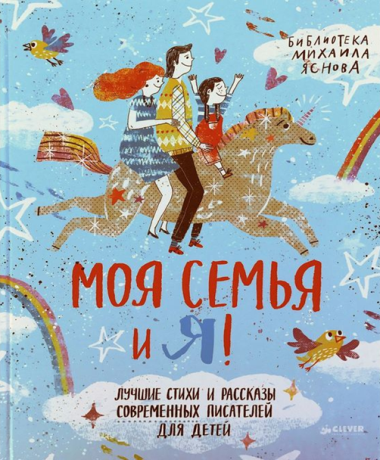 БИБЛИОТЕКА
МИХАИЛА
ЯСНОВА
МОЯ СЕМЬЯ
И Я!
ЛУЧШИЕ СТИХИ И РАССКАЗЫ
СОВРЕМЕННЫХ ПИСАТЕЛЕЙ
ДЛЯ ДЕТЕЙ
CLEVER